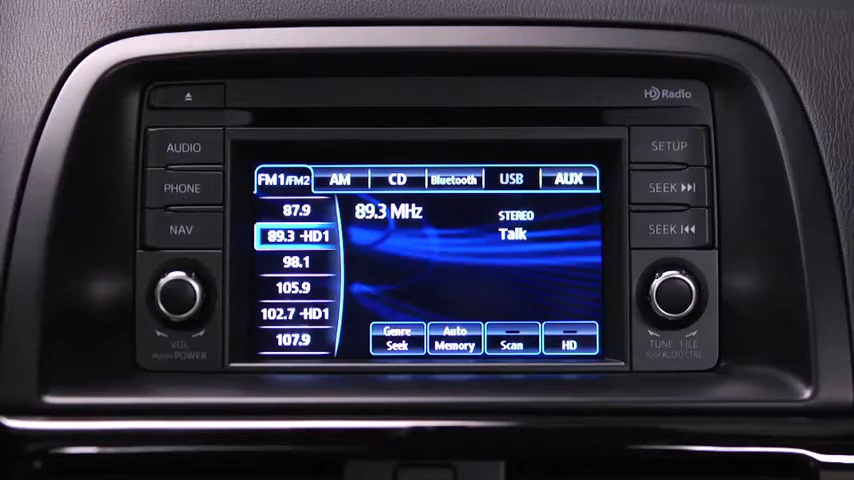 HD Radio
AUDIO
PHONE
NAV
VOL
PUSH POWER
FM1/FM2 AM CD Bluetooth USB AUX
87.9
89.3 -HD1
98.1
105.9
102.7 -HD1
107.9
89.3 MHz
STEREO
Talk
Genre Seek
Auto Memory
Scan
HD
SETUP
SEEK
SEEK
TUNE FILE
PUSH AUDIO CTRL